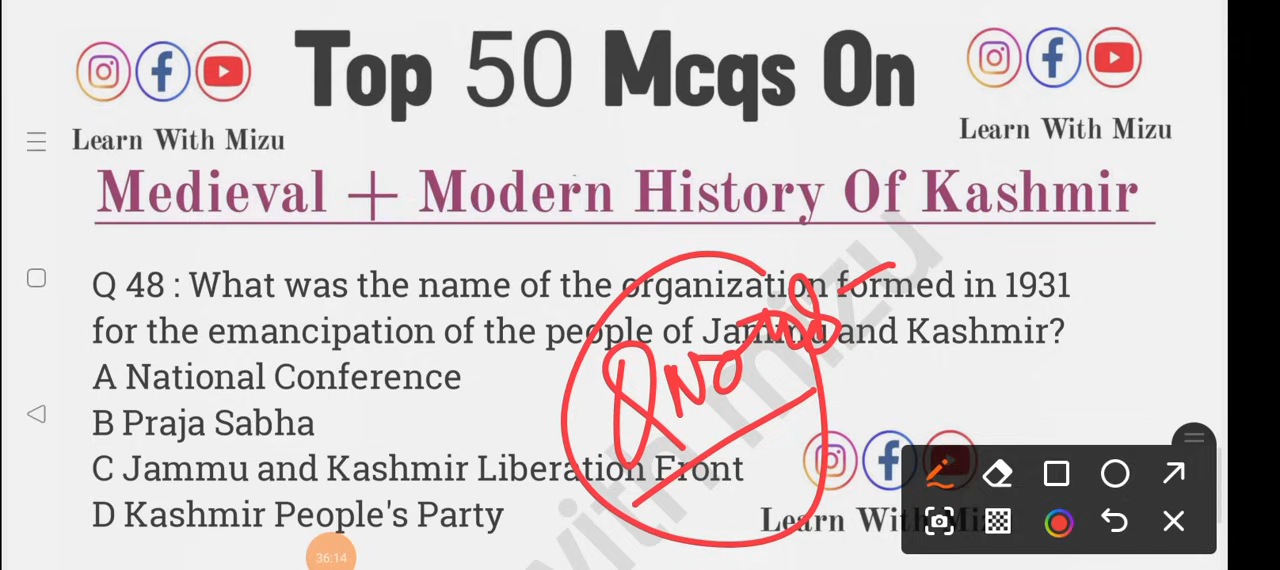 Top 50 Mcqs On
Learn With Mizu
Learn With Mizu
Medieval + Modern History Of Kashmir
Q 48 : What was the name of the organization formed in 1931
for the emancipation of the people of Jammu and Kashmir?
A National Conference
B Praja Sabha
C Jammu and Kashmir Liberation Front
D Kashmir People's Party
with mizu
36:14